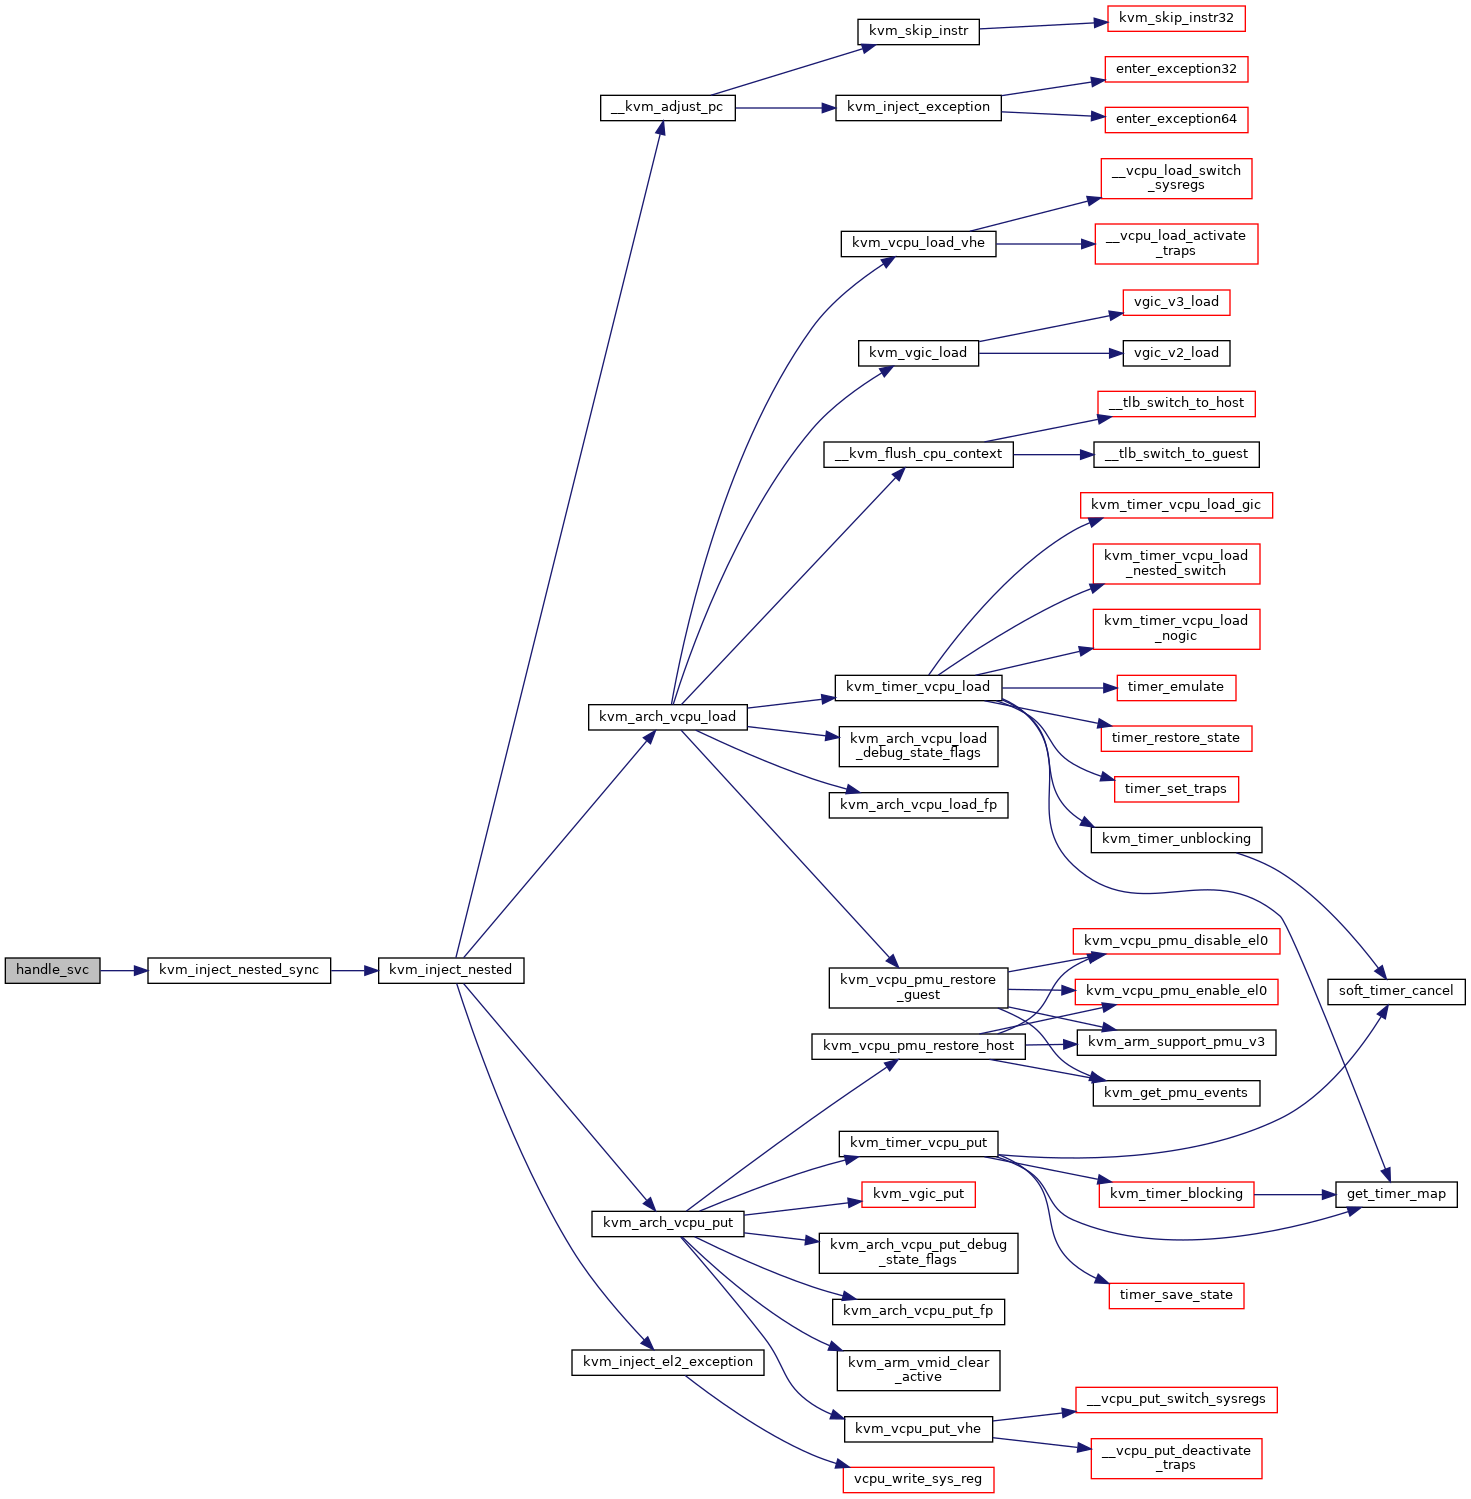 kvm_skip_instr32
kvm_skip_instr
enter_exception32
__kvm_adjust_pc
kvm_inject_exception
enter_exception64
__vcpu_load_switch
_sysregs
kvm_vcpu_load_vhe
__vcpu_load_activate
_traps
vgic_v3_load
kvm_vgic_load
vgic_v2_load
__tlb_switch_to_host
__kvm_flush_cpu_context
__tlb_switch_to_guest
kvm_timer_vcpu_load_gic
kvm_timer_vcpu_load
_nested_switch
kvm_timer_vcpu_load
_nogic
kvm_timer_vcpu_load
timer_emulate
kvm_arch_vcpu_load
kvm_arch_vcpu_load
_debug_state_flags
timer_restore_state
timer_set_traps
kvm_arch_vcpu_load_fp
kvm_timer_unblocking
kvm_vcpu_pmu_disable_el0
handle_svc
kvm_inject_nested_sync
kvm_inject_nested
kvm_vcpu_pmu_restore
_guest
kvm_vcpu_pmu_enable_el0
soft_timer_cancel
kvm_vcpu_pmu_restore_host
kvm_arm_support_pmu_v3
kvm_get_pmu_events
kvm_timer_vcpu_put
kvm_vgic_put
kvm_timer_blocking
get_timer_map
kvm_arch_vcpu_put
kvm_arch_vcpu_put_debug
_state_flags
timer_save_state
kvm_arch_vcpu_put_fp
kvm_inject_el2_exception
kvm_arm_vmid_clear
_active
__vcpu_put_switch_sysregs
kvm_vcpu_put_vhe
__vcpu_put_deactivate
_traps
vcpu_write_sys_reg